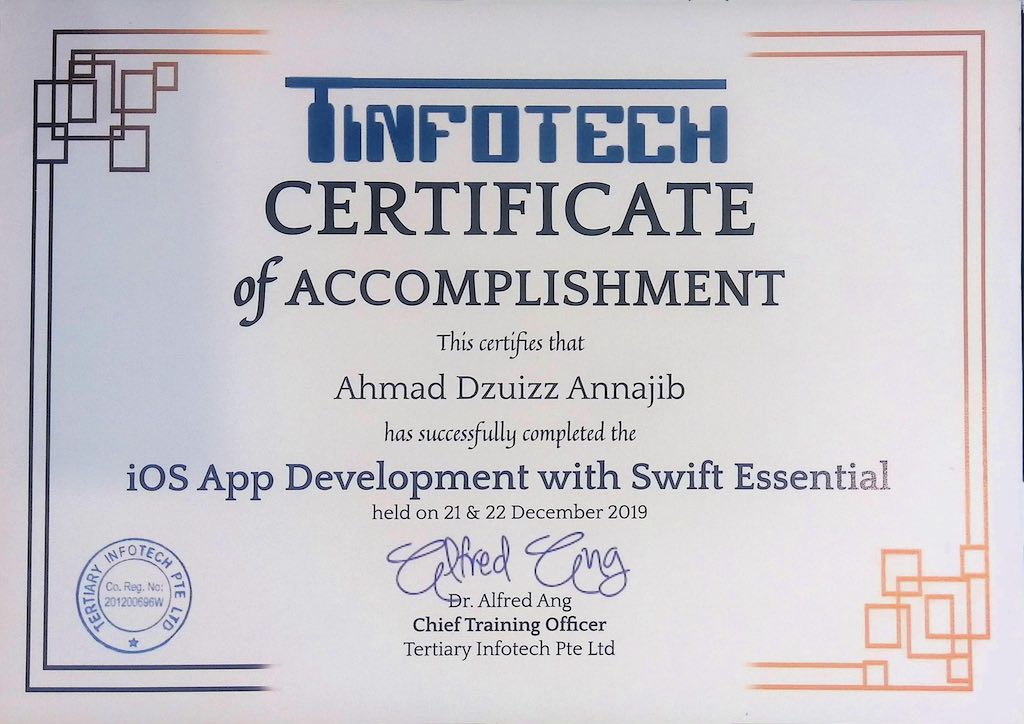 TINFOTECH
CERTIFICATE
of ACCOMPLISHMENT
This certifies that
Ahmad Dzuizz Annajib
has successfully completed the
iOS App Development with Swift Essential
held on 21 & 22 December 2019
Alfred Ang
Dr. Alfred Ang
Chief Training Officer
Tertiary Infotech Pte Ltd
TERTIARY INFOTECH PTE LTD
Co. Reg. No:
201200696W